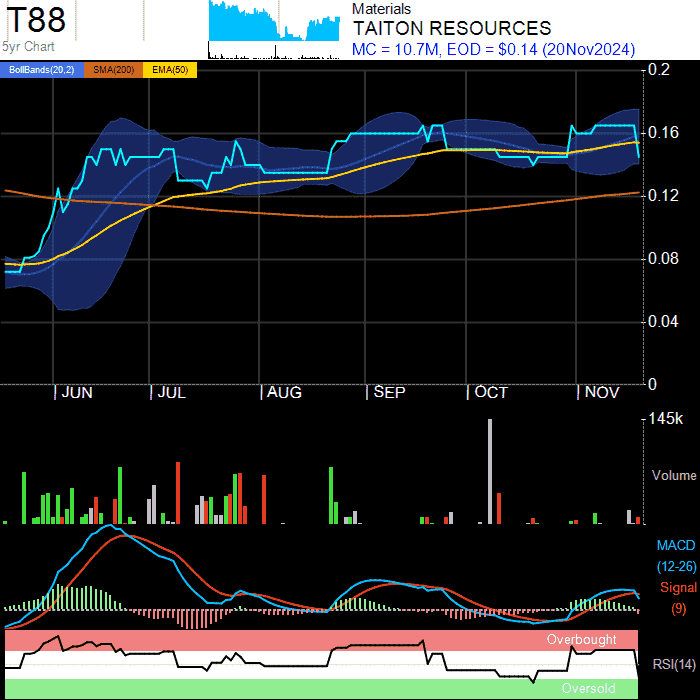 T88
5yr Chart
Materials
TAITON RESOURCES
MC = 10.7M, EOD = $0.14 (20Nov2024)
BollBands(20,2) SMA(200) EMA(50)
0.2
0.16
0.12
0.08
0.04
0
JUN JUL AUG SEP OCT NOV
145k
Volume
MACD
(12-26)
Signal
(9)
Overbought
RSI(14)
Oversold